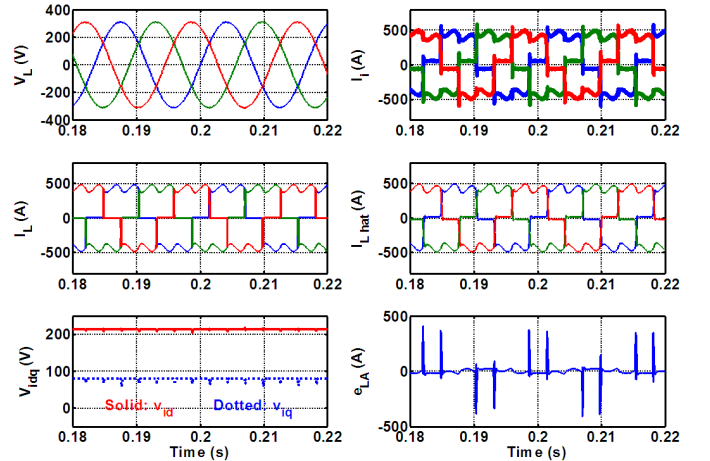 400
200
0
-200
-400
V_L (V)
0.18 0.19 0.2 0.21 0.22
500
0
-500
I_i (A)
0.18 0.19 0.2 0.21 0.22
500
0
-500
I_L (A)
0.18 0.19 0.2 0.21 0.22
500
0
-500
I_L hat (A)
0.18 0.19 0.2 0.21 0.22
200
100
0
V_idq (V)
Solid: v_id Dotted: v_iq
0.18 0.19 0.2 0.21 0.22
Time (s)
500
0
-500
e_LA (A)
0.18 0.19 0.2 0.21 0.22
Time (s)